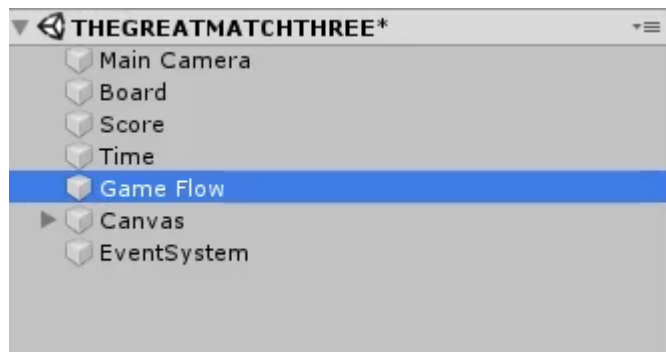 THEGREATMATCHTHREE*
Main Camera
Board
Score
Time
Game Flow
Canvas
EventSystem